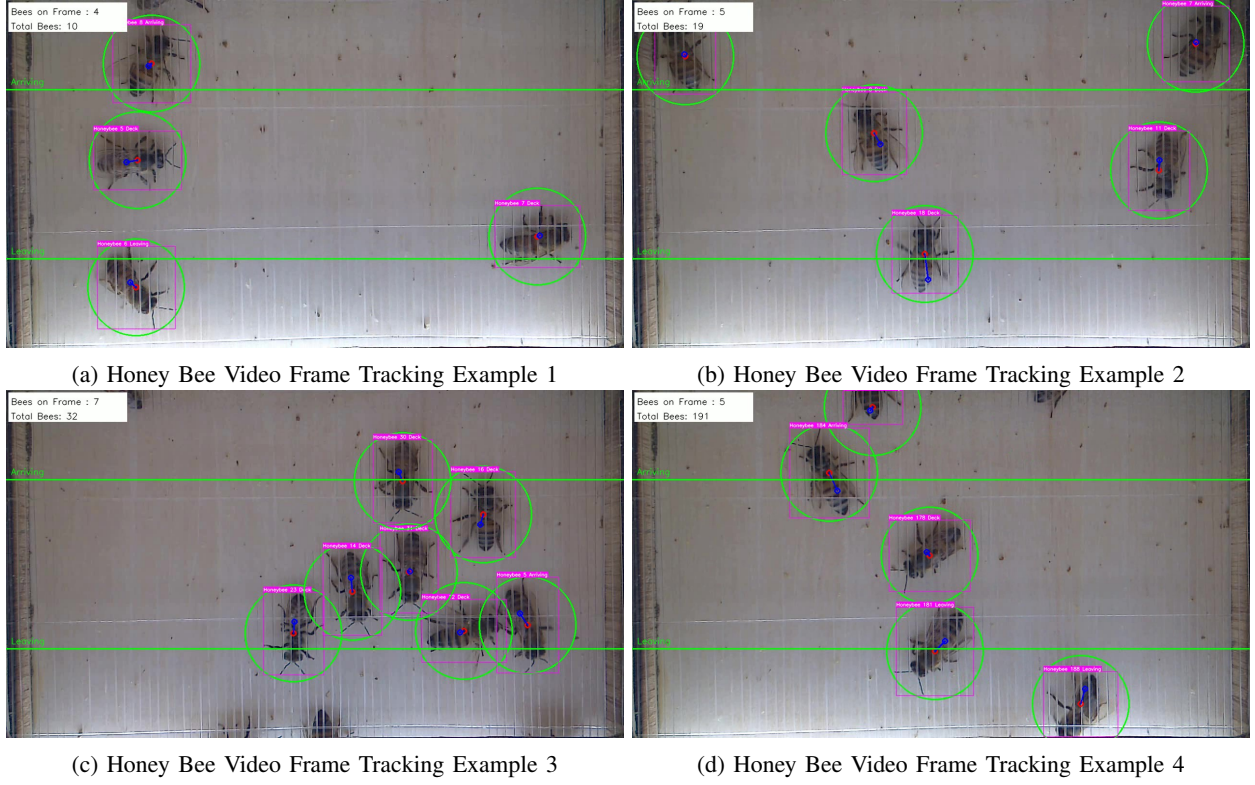 Bees on Frame : 4
Total Bees: 10
bee 8 Arriving
Arriving
Honeybee 5 Deck
Honeybee 7 Deck
Honeybee 6 Leaving
Leaving
(a) Honey Bee Video Frame Tracking Example 1
Bees on Frame : 5
Total Bees: 19
Honeybee 7 Arriving
Arriving
Honeybee 8 Deck
Honeybee 11 Deck
Honeybee 18 Deck
Leaving
(b) Honey Bee Video Frame Tracking Example 2
Bees on Frame : 7
Total Bees: 32
Honeybee 30 Deck
Arriving
Honeybee 16 Deck
Honeybee 31 Deck
Honeybee 14 Deck
Honeybee 5 Arriving
Honeybee 23 Deck
Honeybee 12 Deck
Leaving
(c) Honey Bee Video Frame Tracking Example 3
Bees on Frame : 5
Total Bees: 191
Honeybee 184 Arriving
Arriving
Honeybee 178 Deck
Honeybee 181 Leaving
Leaving
Honeybee 188 Leaving
(d) Honey Bee Video Frame Tracking Example 4